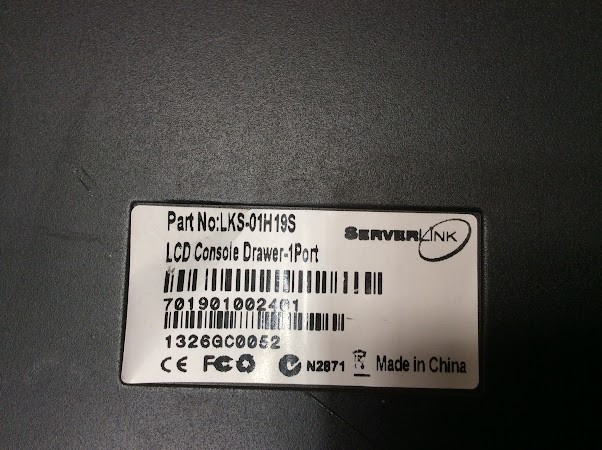 Part No:LKS-01H19S
SERVERLINK
LCD Console Drawer-1Port
701901002401
1326GC0052
CE FC N2871 Made in China